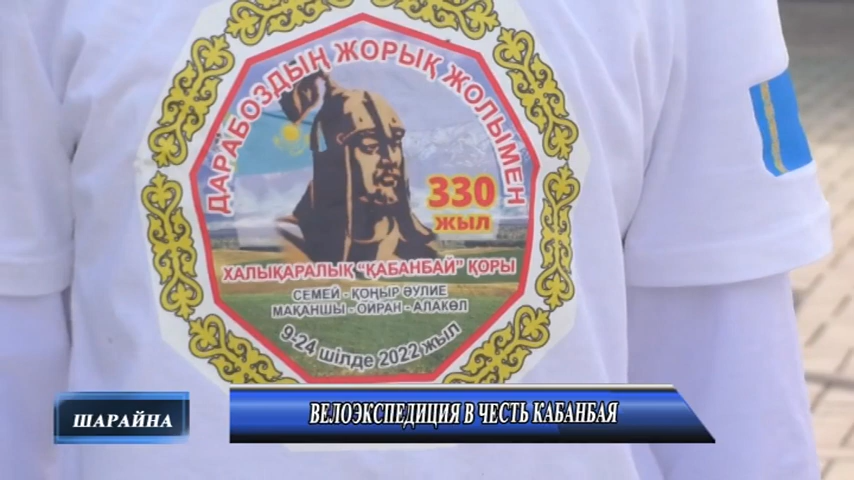 ДАРАБОЗДЫҢ ЖОРЫҚ ЖОЛЫМЕН
330
ЖЫЛ
ХАЛЫҚАРАЛЫҚ "ҚАБАНБАЙ" ҚОРЫ
СЕМЕЙ - ҚОҢЫР ӘУЛИЕ
МАҚАНШЫ - ОЙРАН - АЛАКӨЛ
9-24 шілде 2022 жыл
ВЕЛОЭКСПЕДИЦИЯ В ЧЕСТЬ КАБАНБАЯ
ШАРАЙНА